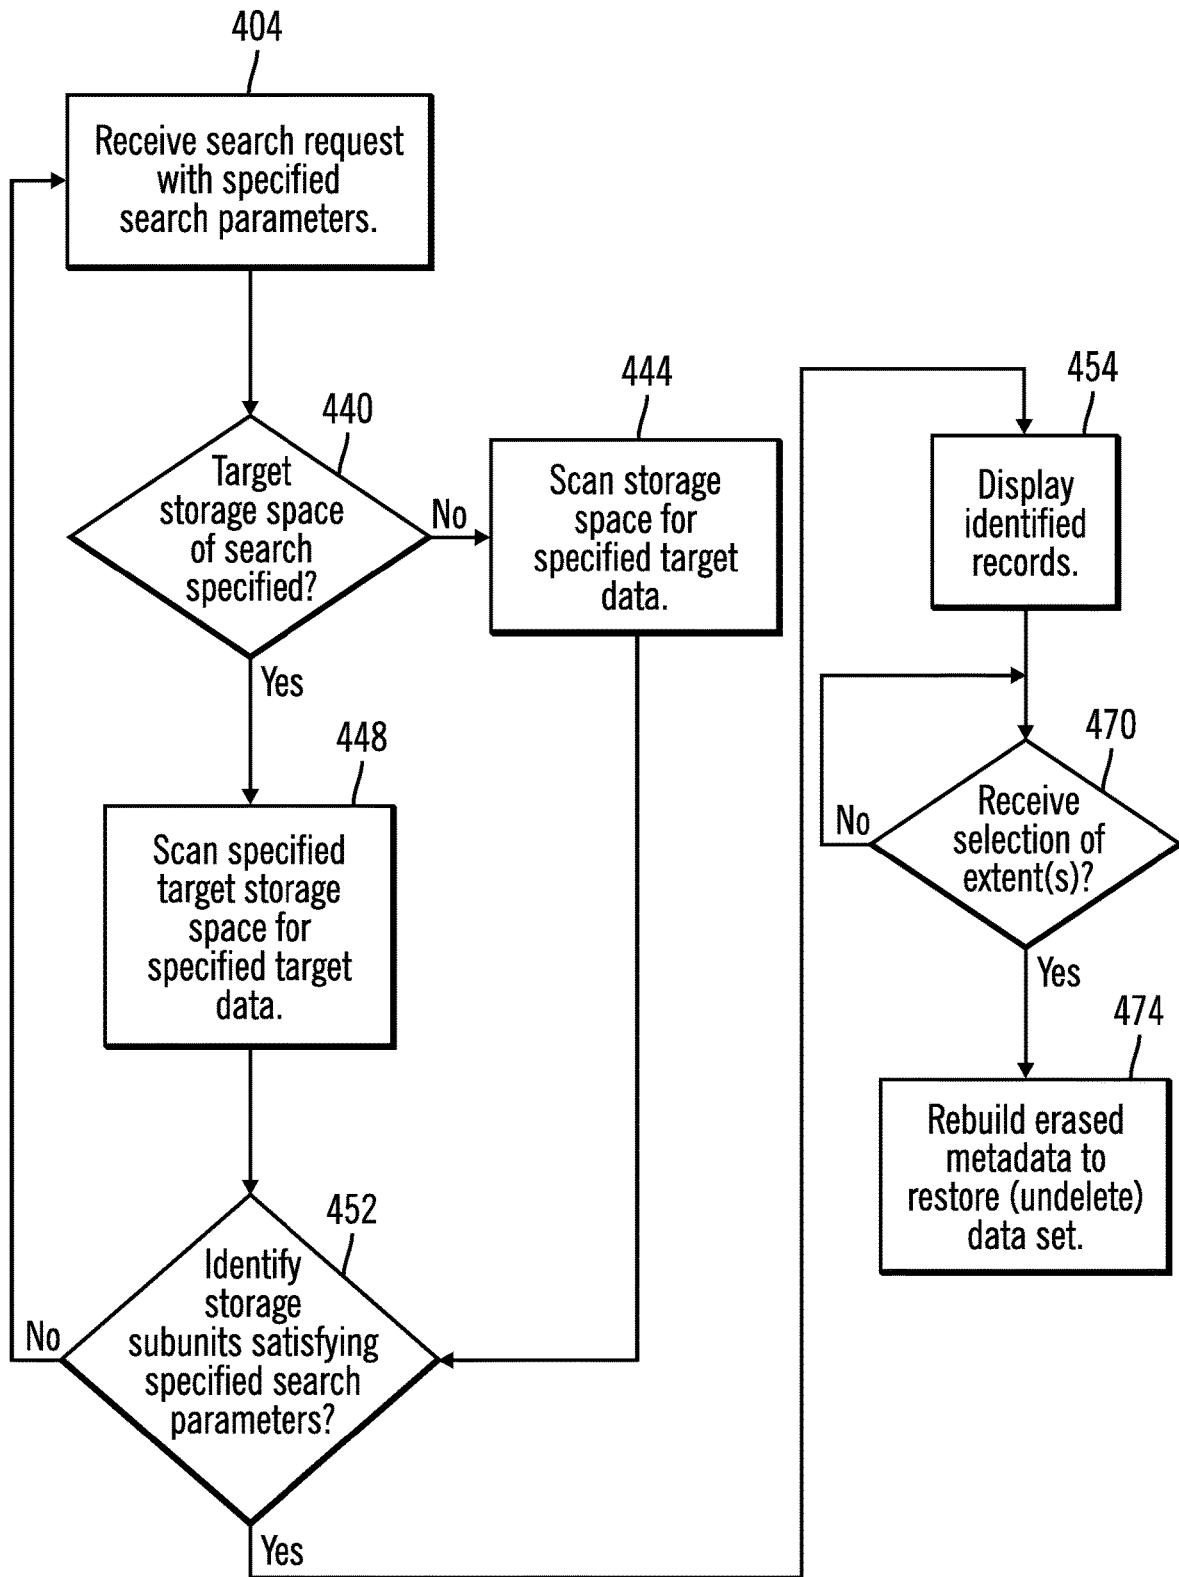 404
Receive search request
with specified
search parameters.
440
Target
storage space
of search
specified?
No
Yes
444
Scan storage
space for
specified target
data.
448
Scan specified
target storage
space for
specified target
data.
452
Identify
storage
subunits satisfying
specified search
parameters?
No
Yes
454
Display
identified
records.
470
Receive
selection of
extent(s)?
No
Yes
474
Rebuild erased
metadata to
restore (undelete)
data set.